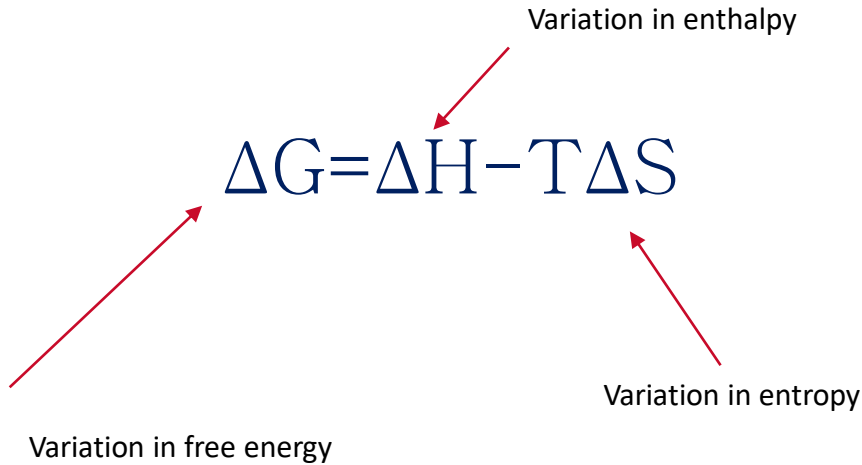 Variation in enthalpy
ΔG=ΔH−TΔS
Variation in entropy
Variation in free energy